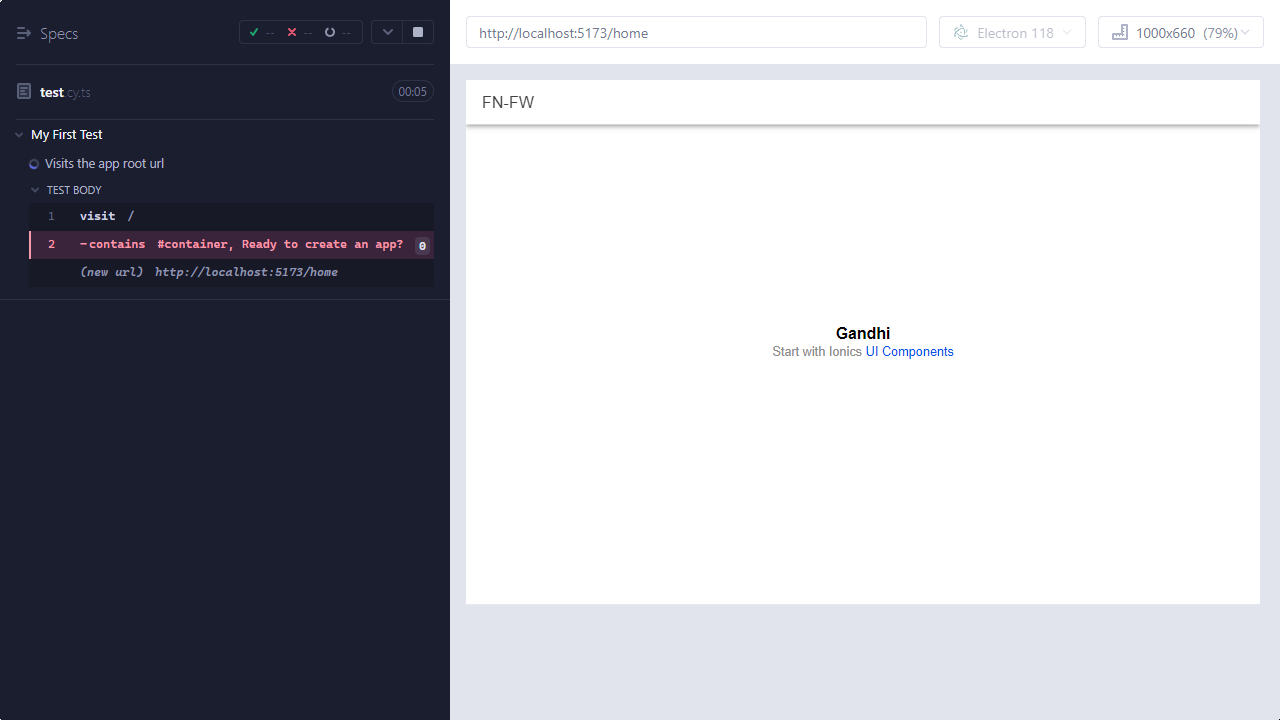 Specs
-- -- --
test.cy.ts 00:05
My First Test
Visits the app root url
TEST BODY
1 visit /
2 -contains #container, Ready to create an app? 0
(new url) http://localhost:5173/home
http://localhost:5173/home
Electron 118
1000x660 (79%)
FN-FW
Gandhi
Start with Ionics UI Components